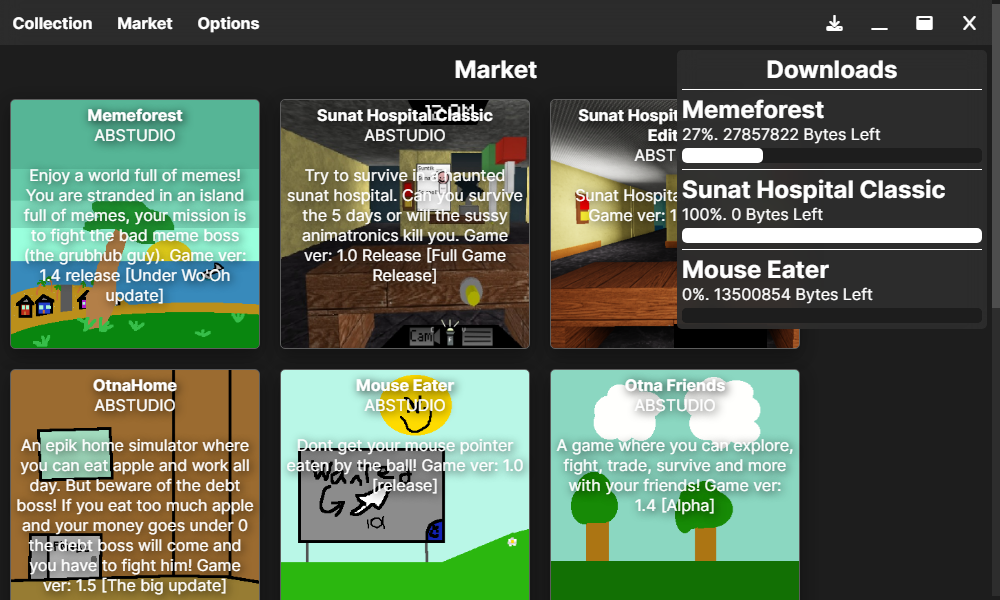 Collection Market Options
Market
Downloads
Memeforest
27%. 27857822 Bytes Left
Sunat Hospital Classic
100%. 0 Bytes Left
Mouse Eater
0%. 13500854 Bytes Left
Memeforest
ABSTUDIO
Enjoy a world full of memes!
You are stranded in an island
full of memes, your mission is
to fight the bad meme boss
(the grubhub guy). Game ver:
1.4 release [Under Wo Oh
update]
Sunat Hospital Classic
ABSTUDIO
Try to survive in a haunted
sunat hospital. Can you survive
the 5 days or will the sussy
animatronics kill you. Game
ver: 1.0 Release [Full Game
Release]
Cam
Sunat Hospit
Edit
ABST
Sunat Hospita
Game ver: 1
OtnaHome
ABSTUDIO
An epik home simulator where
you can eat apple and work all
day. But beware of the debt
boss! If you eat too much apple
and your money goes under 0
the debt boss will come and
you have to fight him! Game
ver: 1.5 [The big update]
Mouse Eater
ABSTUDIO
Dont get your mouse pointer
eaten by the ball! Game ver: 1.0
[release]
Wanted
Otna Friends
ABSTUDIO
A game where you can explore,
fight, trade, survive and more
with your friends! Game ver:
1.4 [Alpha]